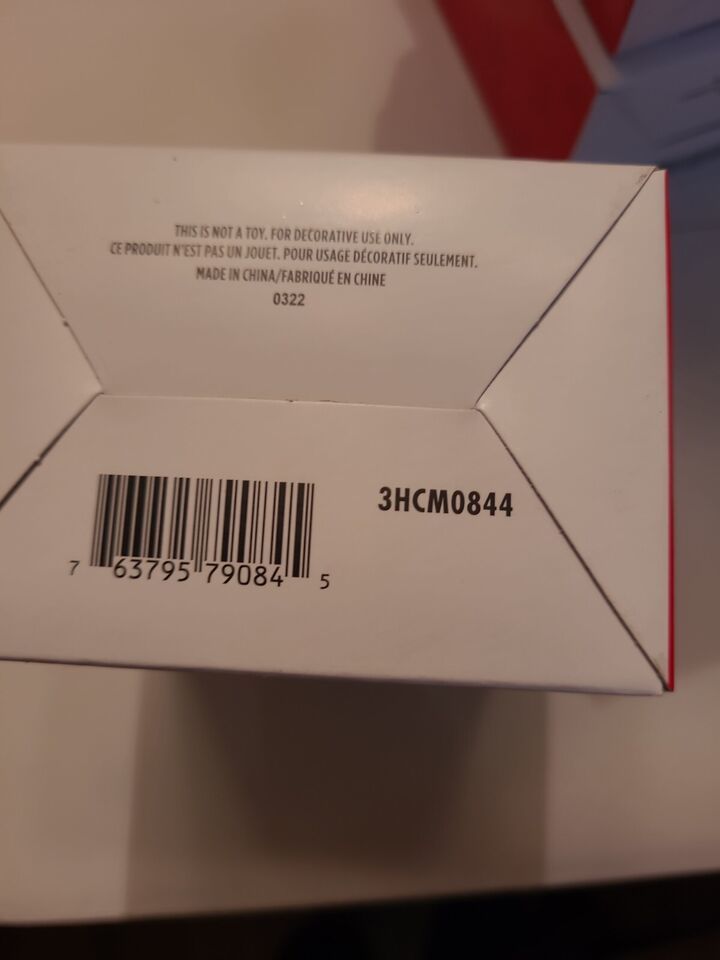 THIS IS NOT A TOY. FOR DECORATIVE USE ONLY.
CE PRODUIT N'EST PAS UN JOUET. POUR USAGE DÉCORATIF SEULEMENT.
MADE IN CHINA/FABRIQUÉ EN CHINE
0322
3HCM0844
7 63795 79084 5